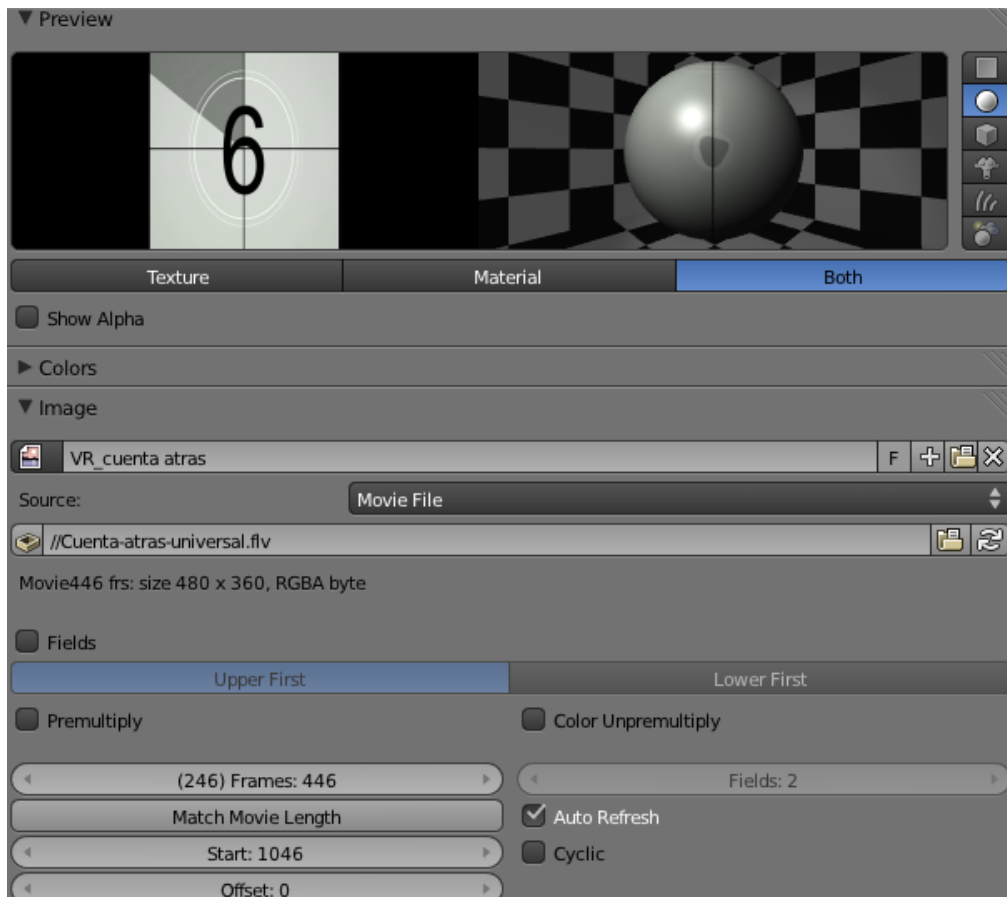 Preview
6
Texture Material Both
Show Alpha
Colors
Image
VR_cuenta atras F
Source: Movie File
//Cuenta-atras-universal.flv
Movie446 frs: size 480 x 360, RGBA byte
Fields
Upper First Lower First
Premultiply Color Unpremultiply
(246) Frames: 446 Fields: 2
Match Movie Length Auto Refresh
Start: 1046 Cyclic
Offset: 0